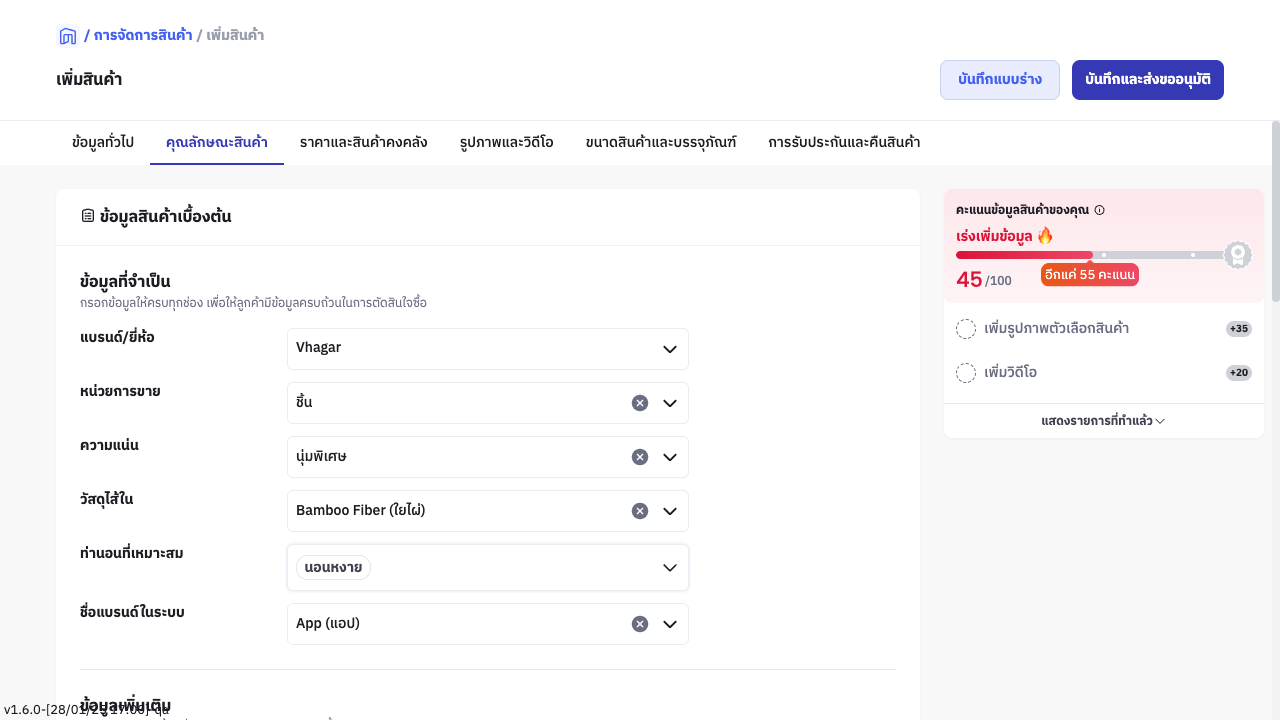 / การจัดการสินค้า / เพิ่มสินค้า
เพิ่มสินค้า
บันทึกแบบร่าง
บันทึกและส่งขออนุมัติ
ข้อมูลทั่วไป
คุณลักษณะสินค้า
ราคาและสินค้าคงคลัง
รูปภาพและวิดีโอ
ขนาดสินค้าและบรรจุภัณฑ์
การรับประกันและคืนสินค้า
ข้อมูลสินค้าเบื้องต้น
ข้อมูลที่จำเป็น
กรอกข้อมูลให้ครบทุกช่อง เพื่อให้ลูกค้ามีข้อมูลครบถ้วนในการตัดสินใจซื้อ
แบรนด์/ยี่ห้อ
Vhagar
หน่วยการขาย
ชิ้น
ความแน่น
นุ่มพิเศษ
วัสดุไส้ใน
Bamboo Fiber (ใยไผ่)
ท่านอนที่เหมาะสม
นอนหงาย
ชื่อแบรนด์ในระบบ
App (แอป)
ข้อมูลเพิ่มเติม
คะแนนข้อมูลสินค้าของคุณ
เร่งเพิ่มข้อมูล 🔥
45 /100
อีกแค่ 55 คะแนน
เพิ่มรูปภาพตัวเลือกสินค้า
+35
เพิ่มวิดีโอ
+20
แสดงรายการที่ทำแล้ว